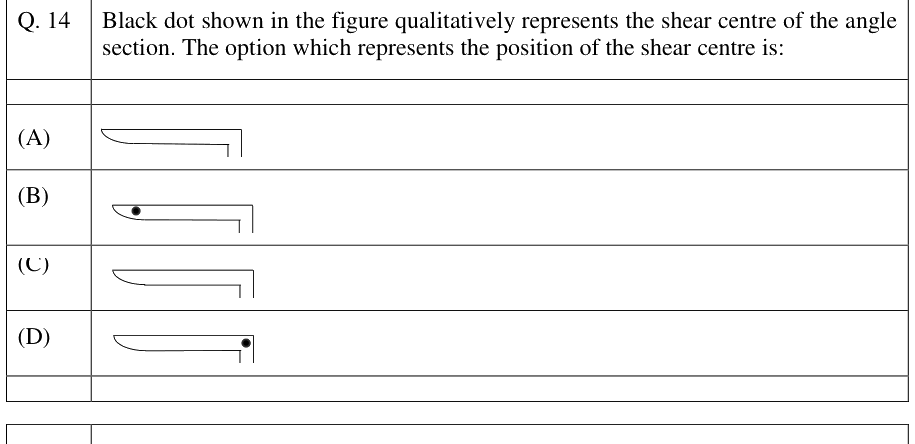 Q. 14 Black dot shown in the figure qualitatively represents the shear centre of the angle
section. The option which represents the position of the shear centre is:
(A)
(B)
(C)
(D)